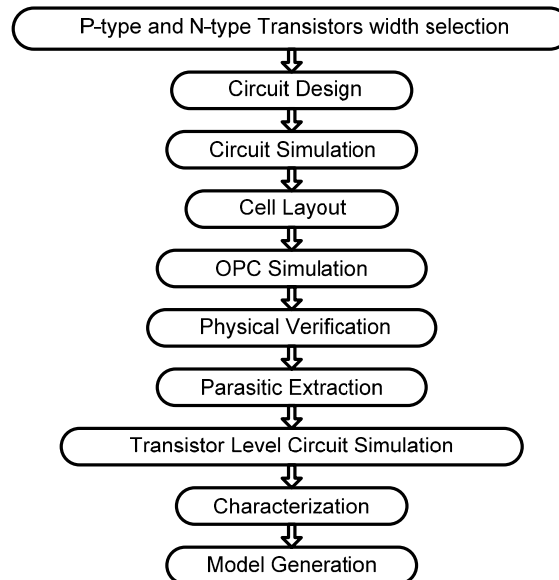 P-type and N-type Transistors width selection
Circuit Design
Circuit Simulation
Cell Layout
OPC Simulation
Physical Verification
Parasitic Extraction
Transistor Level Circuit Simulation
Characterization
Model Generation